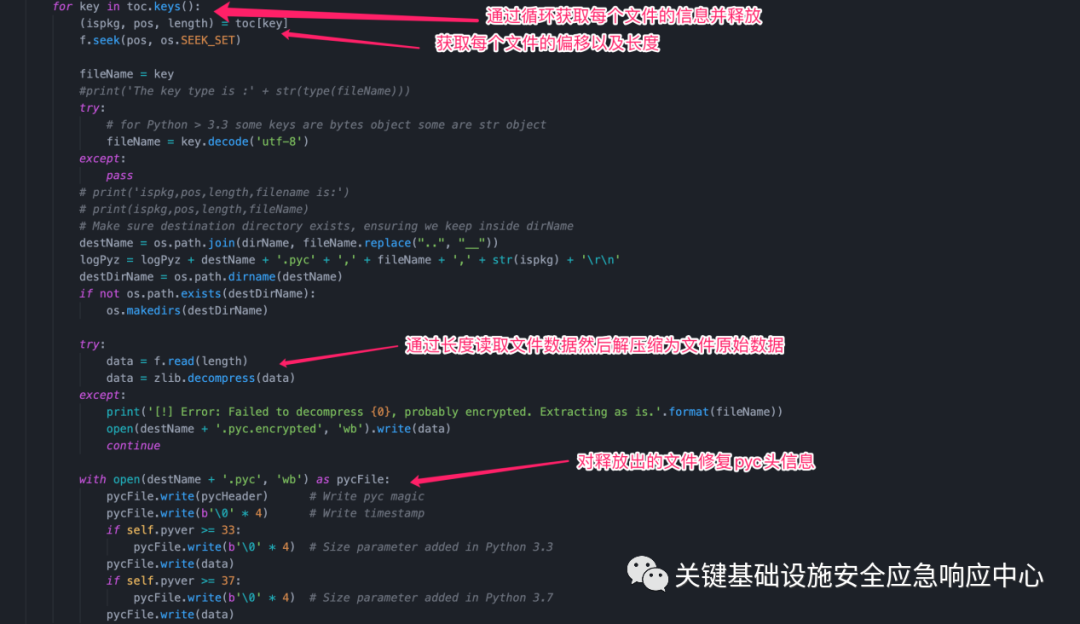 for key in toc.keys():
通过循环获取每个文件的信息并释放
(ispkg, pos, length) = toc[key]
f.seek(pos, os.SEEK_SET)
获取每个文件的偏移以及长度
fileName = key
#print('The key type is :' + str(type(fileName)))
try:
# for Python > 3.3 some keys are bytes object some are str object
fileName = key.decode('utf-8')
except:
pass
# print('ispkg,pos,length,filename is:')
# print(ispkg,pos,length,fileName)
# Make sure destination directory exists, ensuring we keep inside dirName
destName = os.path.join(dirName, fileName.replace("..", "__"))
logPyz = logPyz + destName + '.pyc' + ',' + fileName + ',' + str(ispkg) + '\r\n'
destDirName = os.path.dirname(destName)
if not os.path.exists(destDirName):
os.makedirs(destDirName)
try:
通过长度读取文件数据然后解压缩为文件原始数据
data = f.read(length)
data = zlib.decompress(data)
except:
print('[!] Error: Failed to decompress {0}, probably encrypted. Extracting as is.'.format(fileName))
open(destName + '.pyc.encrypted', 'wb').write(data)
continue
对释放出的文件修复pyc头信息
with open(destName + '.pyc', 'wb') as pycFile:
pycFile.write(pycHeader) # Write pyc magic
pycFile.write(b'\0' * 4) # Write timestamp
if self.pyver >= 33:
pycFile.write(b'\0' * 4) # Size parameter added in Python 3.3
pycFile.write(data)
if self.pyver >= 37:
pycFile.write(b'\0' * 4) # Size parameter added in Python 3.7
pycFile.write(data)
关键基础设施安全应急响应中心